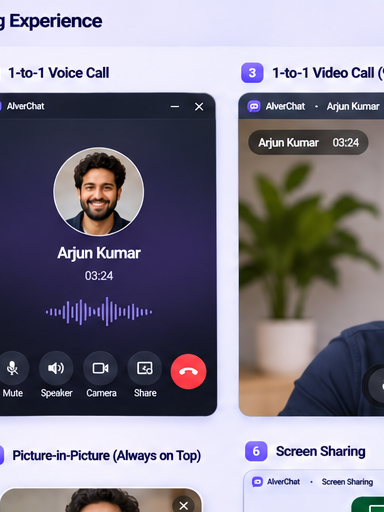 g Experience
1-to-1 Voice Call
AlverChat
Arjun Kumar
03:24
Mute
Speaker
Camera
Share
3
1-to-1 Video Call (
AlverChat • Arjun Kumar
Arjun Kumar 03:24
Picture-in-Picture (Always on Top)
6
Screen Sharing
AlverChat • Screen Sharing